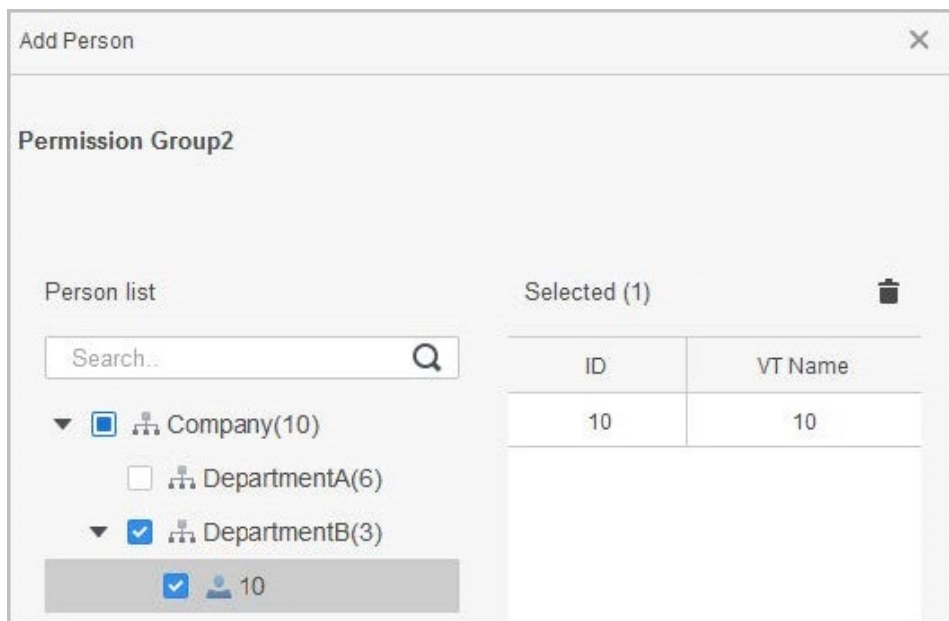 Add Person
Permission Group2
Person list
Search..
Company(10)
DepartmentA(6)
DepartmentB(3)
10
Selected (1)
ID VT Name
10 10